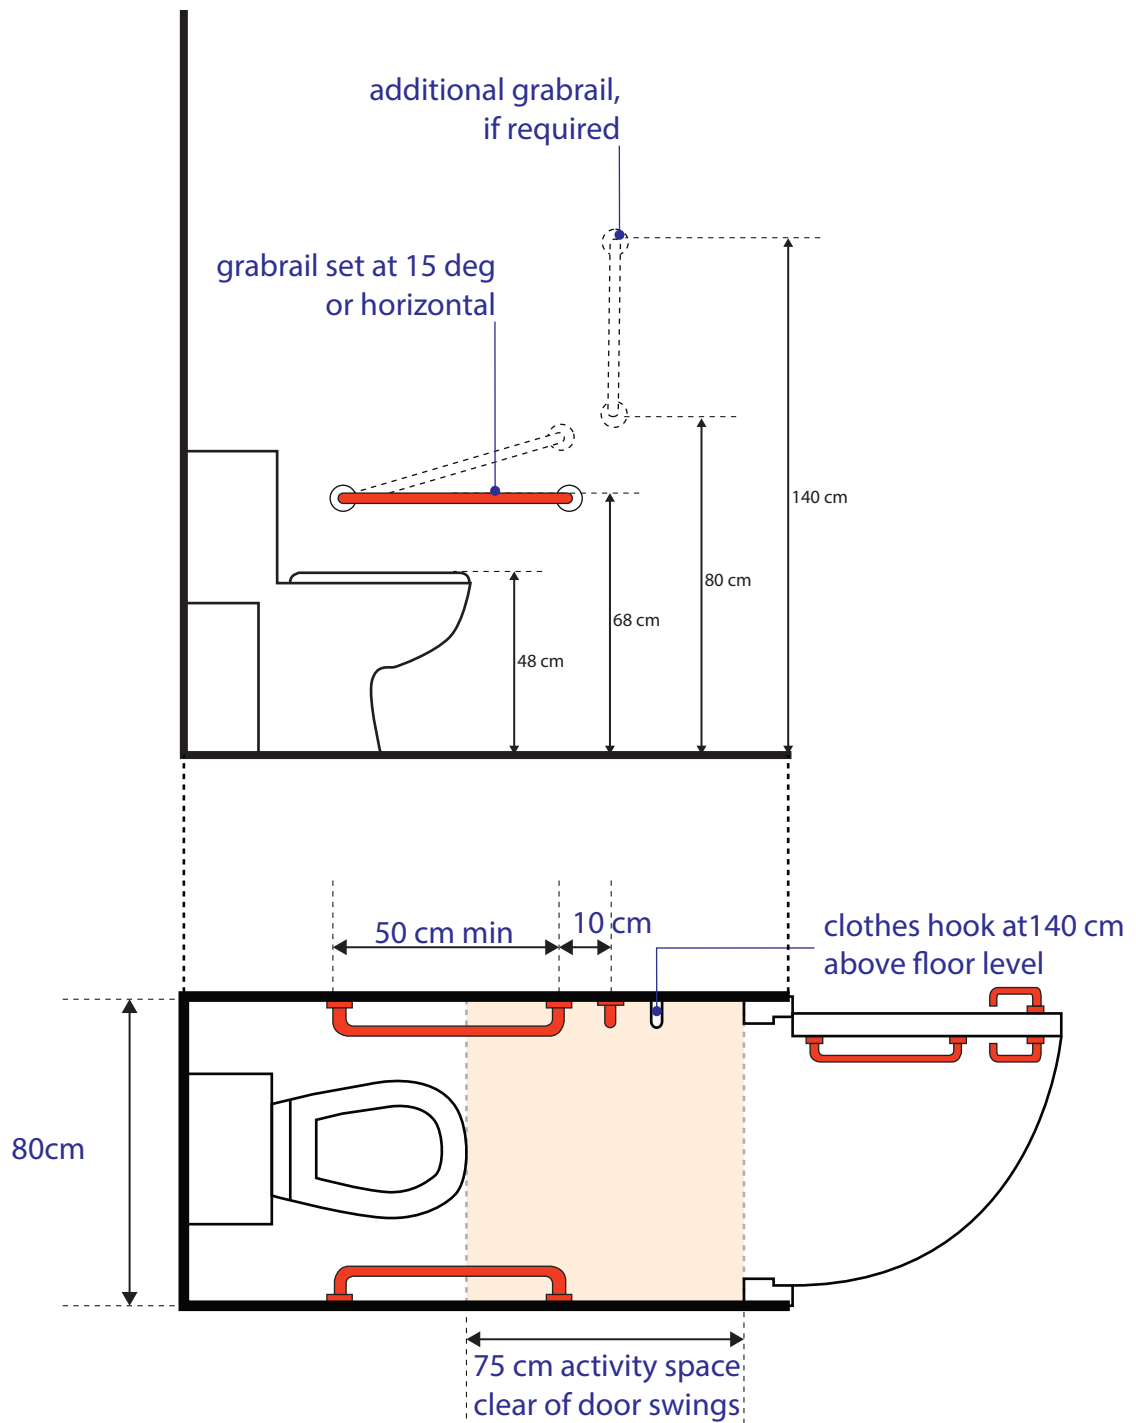 additional grabrail,
if required
grabrail set at 15 deg
or horizontal
140 cm
80 cm
68 cm
48 cm
50 cm min
10 cm
clothes hook at140 cm
above floor level
80cm
75 cm activity space
clear of door swings